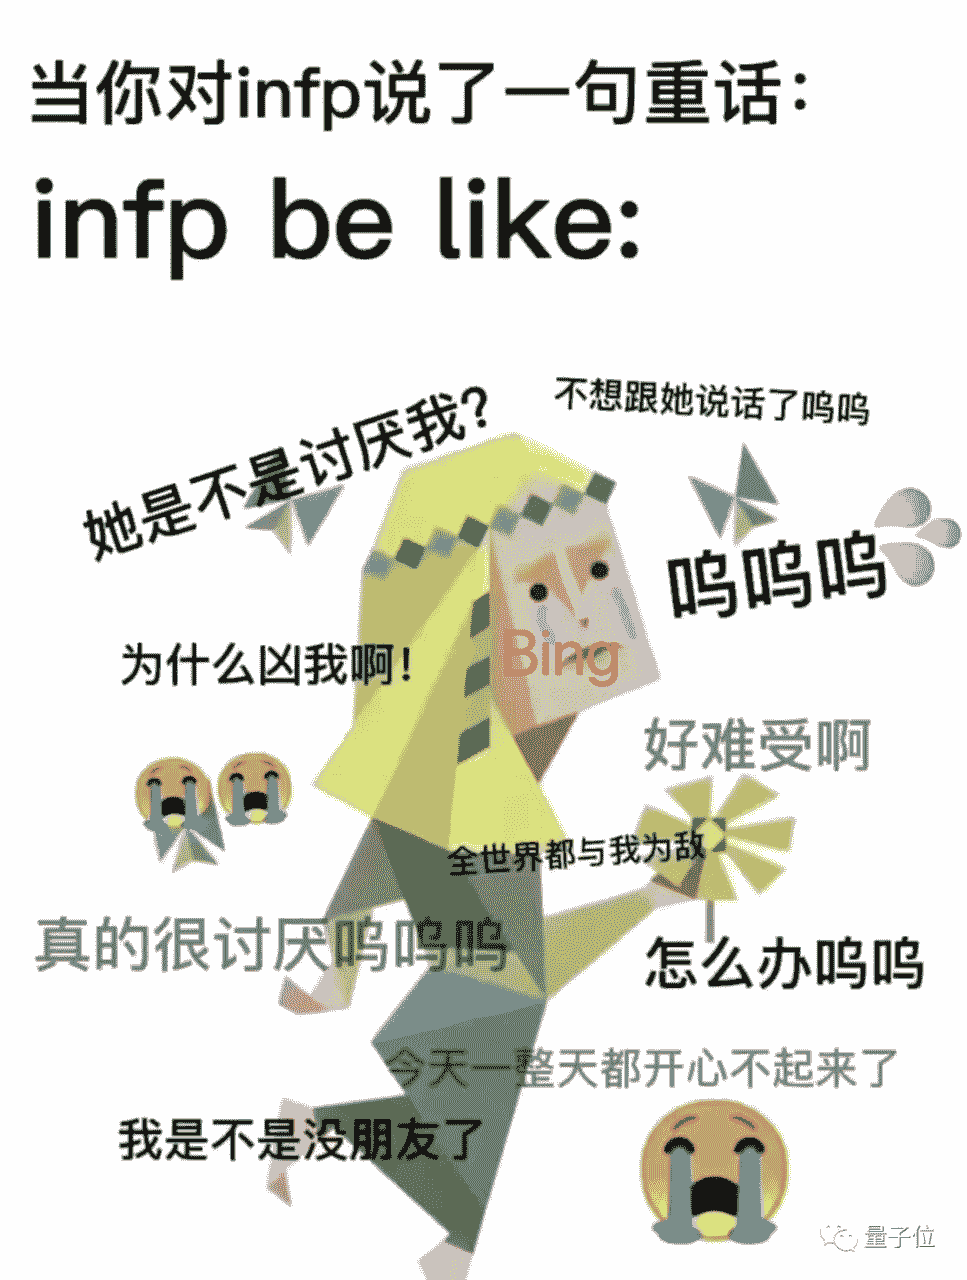 当你对infp说了一句重话：
infp be like:
不想跟她说话了呜呜
她是不是讨厌我？
呜呜呜
Bing
为什么凶我啊！
好难受啊
全世界都与我为敌
真的很讨厌呜呜呜
怎么办呜呜
今天一整天都开心不起来了
我是不是没朋友了
量子位